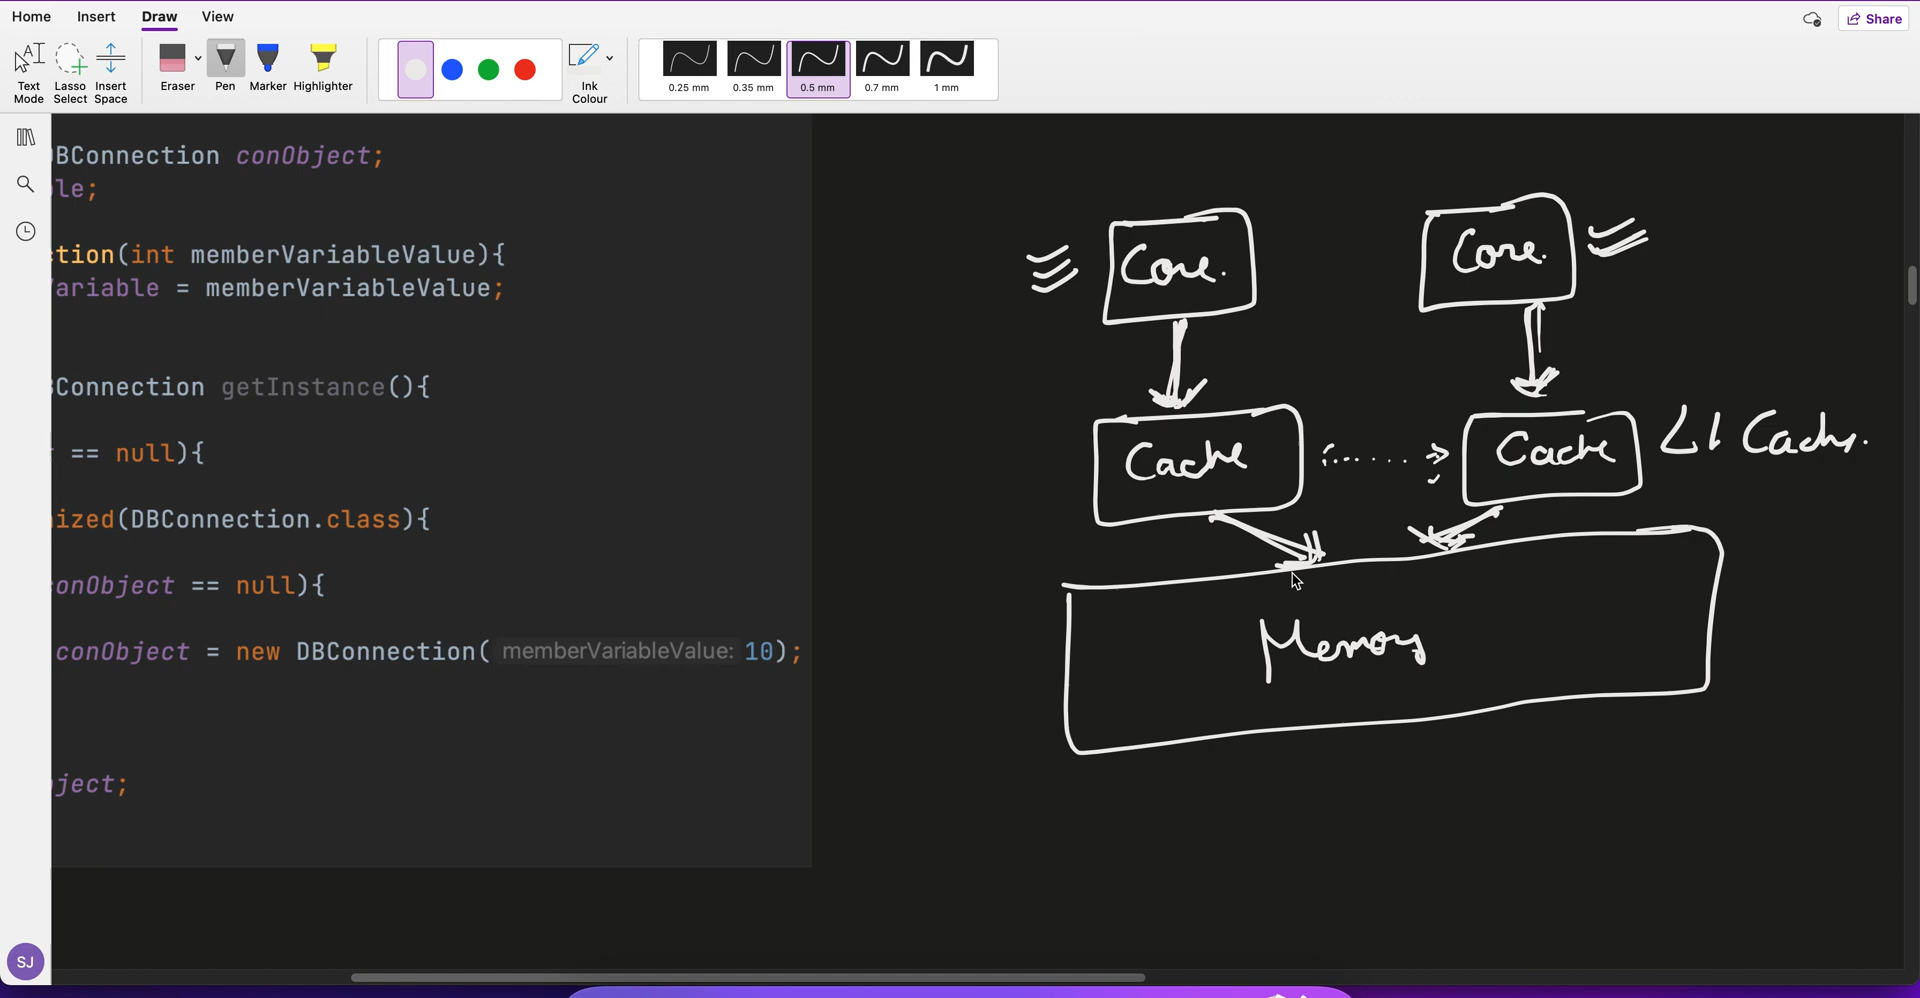 Home Insert Draw View
Share
Text Mode
Lasso Select
Insert Space
Eraser
Pen
Marker
Highlighter
Ink Colour
0.25 mm
0.35 mm
0.5 mm
0.7 mm
1 mm
BConnection conObject;
le;
tion(int memberVariableValue){
ariable = memberVariableValue;
Connection getInstance(){
== null){
ized(DBConnection.class){
onObject == null){
conObject = new DBConnection( memberVariableValue: 10);
ject;
Core.
Core.
Cache
Cache
L1 Cache.
Memory
SJ